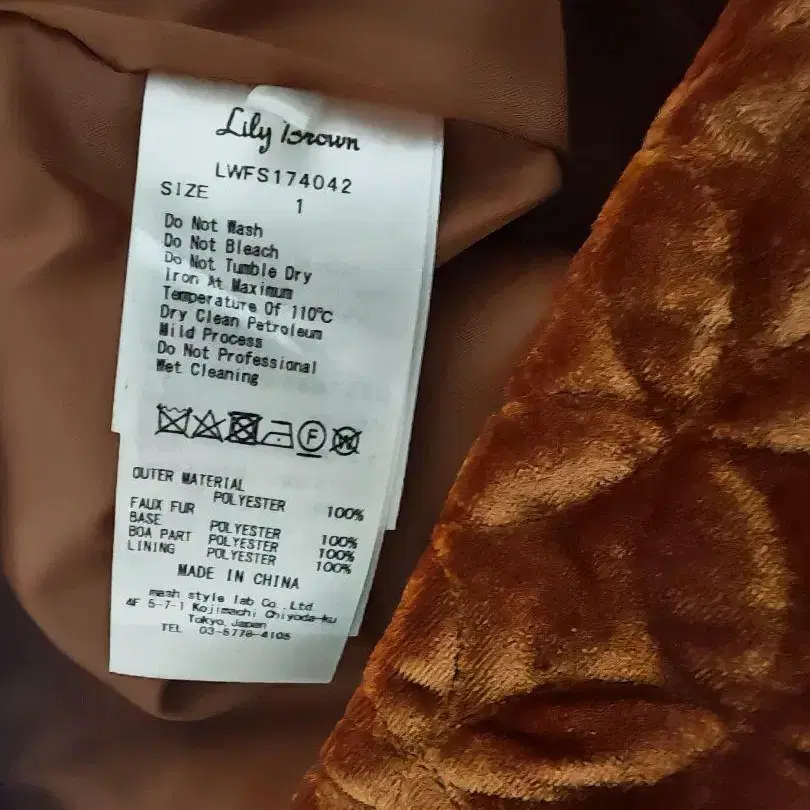 Lily Brown
LWFS174042
SIZE 1
Do Not Wash
Do Not Bleach
Do Not Tumble Dry
Iron At Maximum
Temperature Of 110℃
Dry Clean Petroleum
Mild Process
Do Not Professional
Wet Cleaning
F
W
OUTER MATERIAL
POLYESTER 100%
FAUX FUR
BASE POLYESTER 100%
BOA PART POLYESTER 100%
LINING POLYESTER 100%
MADE IN CHINA
mash style lab Co.,Ltd.
4F 5-7-1 Kojimachi Chiyoda-ku
Tokyo,Japan
TEL 03-5778-4105